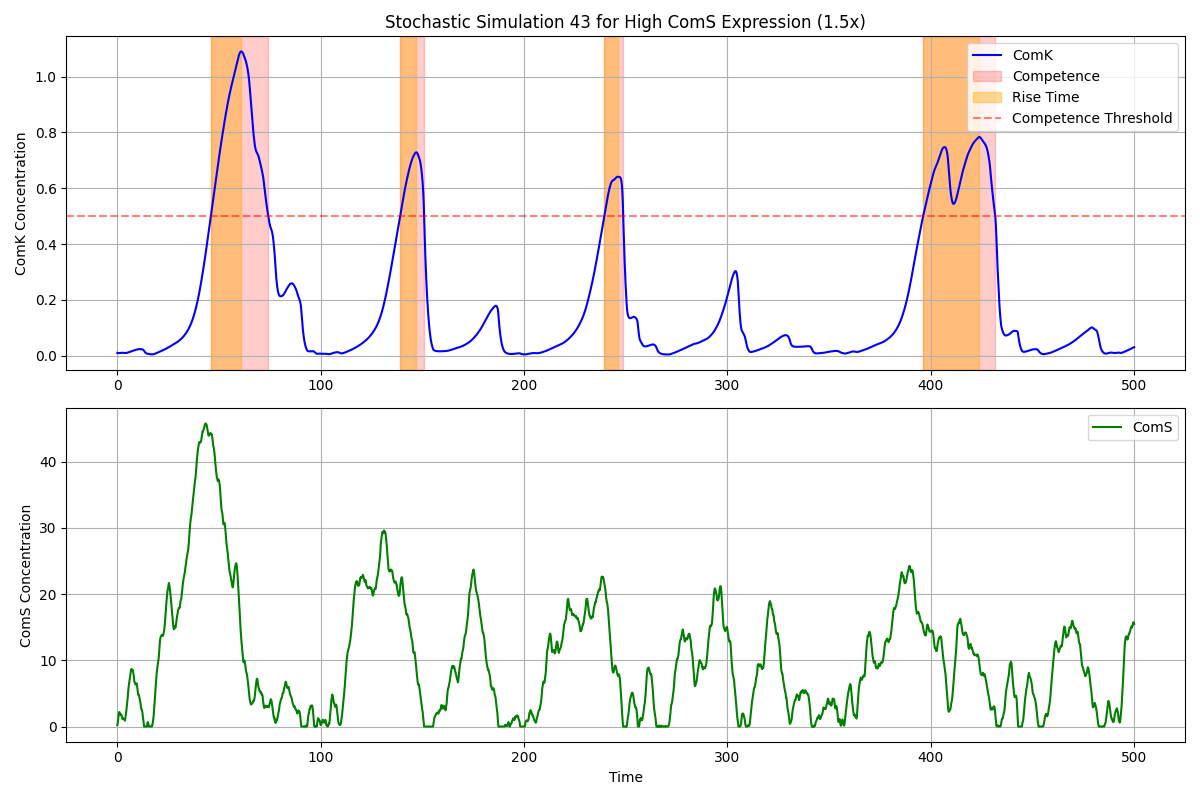 Stochastic Simulation 43 for High ComS Expression (1.5x)
ComK Concentration
1.0
0.8
0.6
0.4
0.2
0.0
ComK
Competence
Rise Time
Competence Threshold
0 100 200 300 400 500
ComS Concentration
40
30
20
10
0
ComS
0 100 200 300 400 500
Time